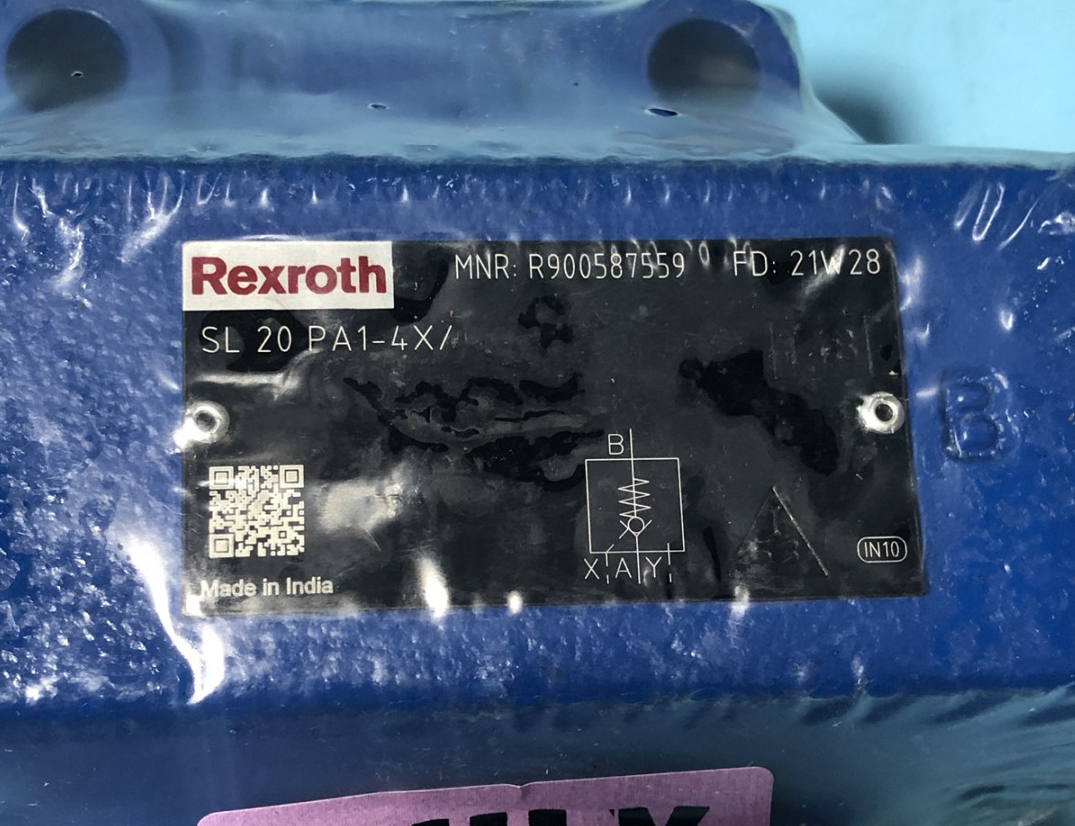 Rexroth
MNR: R900587559 FD: 21W28
SL 20 PA1-4X/
B
B
X A Y
IN10
Made in India